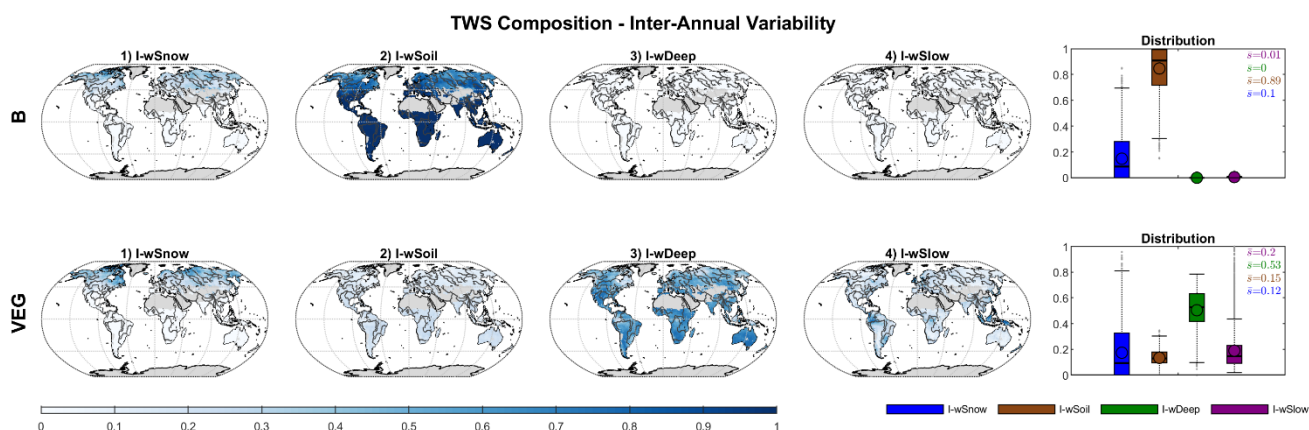 TWS Composition - Inter-Annual Variability
B
1) I-wSnow
2) I-wSoil
3) I-wDeep
4) I-wSlow
Distribution
1
0.8
0.6
0.4
0.2
0
s̄=0.01
s̄=0
s̄=0.89
s̄=0.1
VEG
1) I-wSnow
2) I-wSoil
3) I-wDeep
4) I-wSlow
Distribution
1
0.8
0.6
0.4
0.2
0
s̄=0.2
s̄=0.53
s̄=0.15
s̄=0.12
0 0.1 0.2 0.3 0.4 0.5 0.6 0.7 0.8 0.9 1
I-wSnow I-wSoil I-wDeep I-wSlow